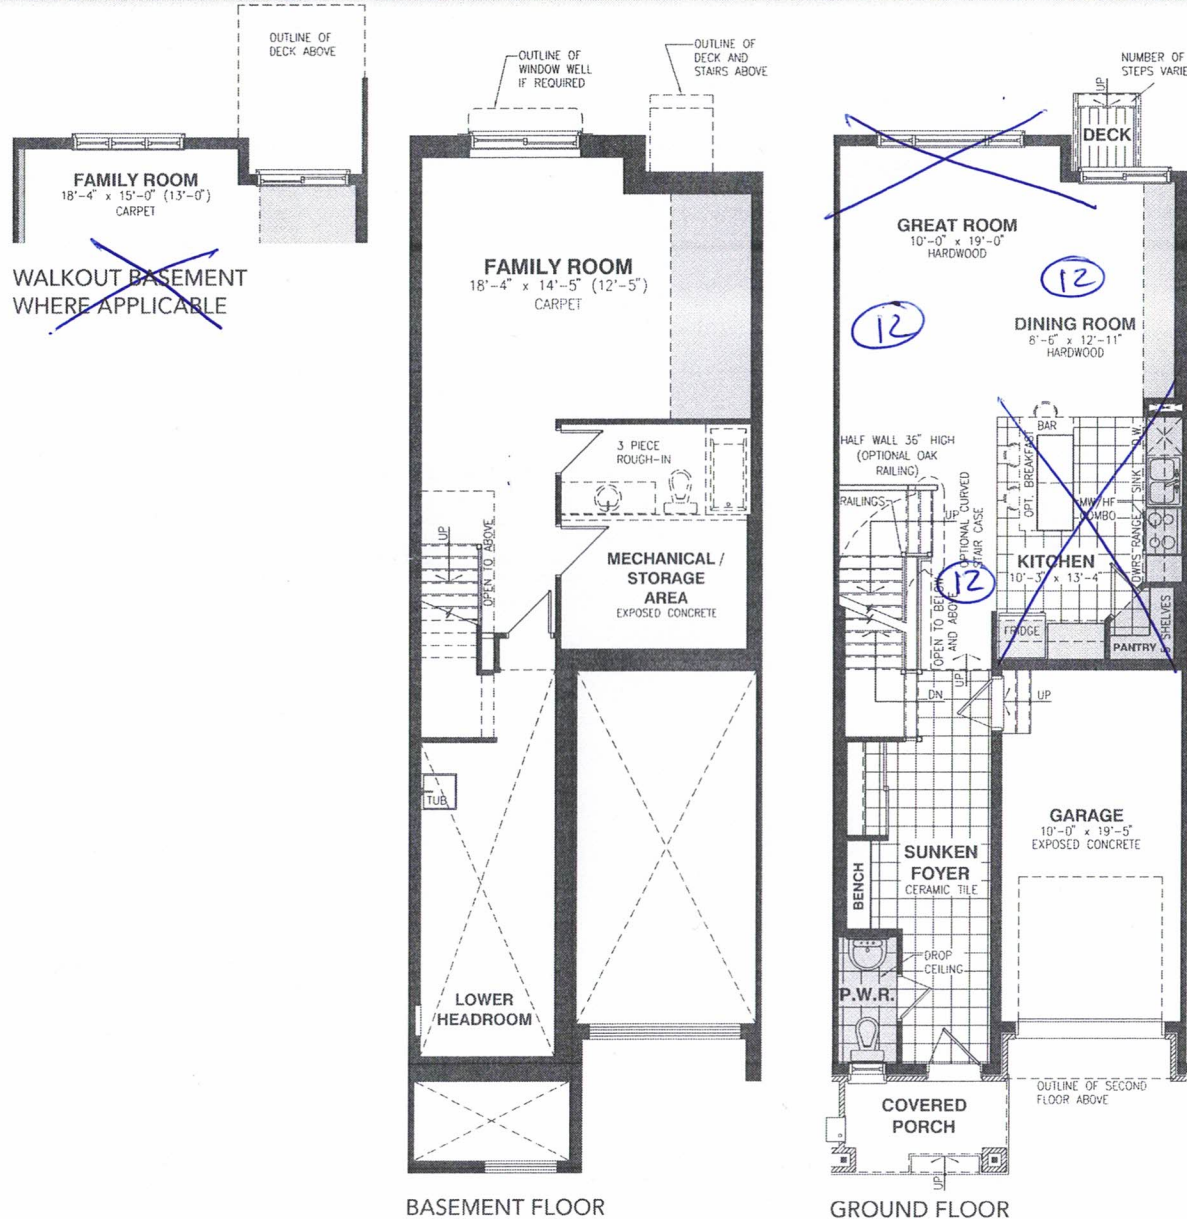 OUTLINE OF
DECK ABOVE
FAMILY ROOM
18'-4" x 15'-0" (13'-0")
CARPET
WALKOUT BASEMENT
WHERE APPLICABLE
OUTLINE OF
WINDOW WELL
IF REQUIRED
OUTLINE OF
DECK AND
STAIRS ABOVE
FAMILY ROOM
18'-4" x 14'-5" (12'-5")
CARPET
3 PIECE
ROUGH-IN
UP
OPEN TO ABOVE
MECHANICAL /
STORAGE
AREA
EXPOSED CONCRETE
TUB
LOWER
HEADROOM
BASEMENT FLOOR
NUMBER OF
STEPS VARIE
UP
DECK
GREAT ROOM
10'-0" x 19'-0"
HARDWOOD
12
12
DINING ROOM
8'-6" x 12'-11"
HARDWOOD
HALF WALL 36" HIGH
(OPTIONAL OAK
RAILING)
RAILINGS
UP
OPTIONAL CURVED
STAIR CASE
OPT. BREAKFAST
BAR
D.W.
SINK
MW/HF
COMBO
RANGE
DWRS
KITCHEN
10'-3" x 13'-4
12
OPEN TO BELOW
AND ABOVE
FRIDGE
PANTRY
SHELVES
DN
UP
UP
GARAGE
10'-0" x 19'-5"
EXPOSED CONCRETE
SUNKEN
FOYER
CERAMIC TILE
BENCH
DROP
CEILING
P.W.R.
OUTLINE OF SECOND
FLOOR ABOVE
COVERED
PORCH
UP
GROUND FLOOR